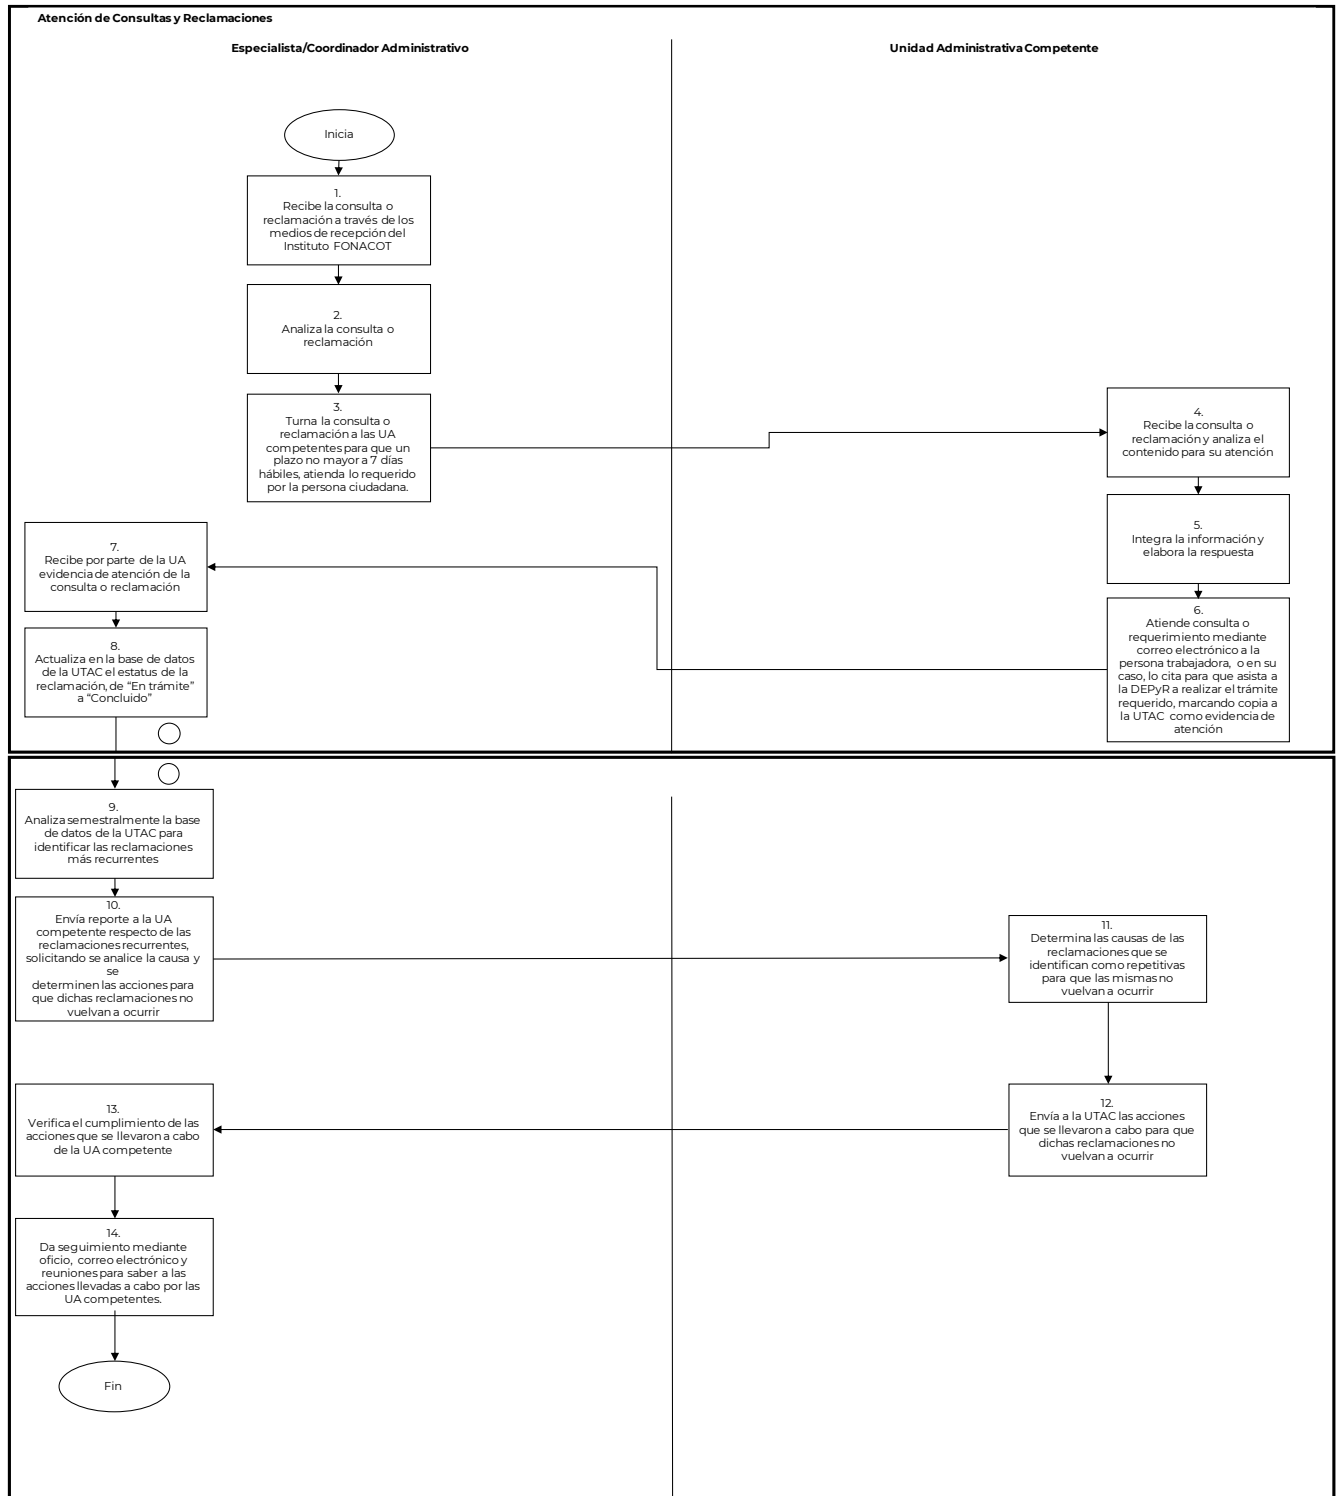 Atención de Consultas y Reclamaciones
Especialista/Coordinador Administrativo
Unidad Administrativa Competente
Inicia
1.
Recibe la consulta o
reclamación a través de los
medios de recepción del
Instituto FONACOT
2.
Analiza la consulta o
reclamación
3.
Turna la consulta o
reclamación a las UA
competentes para que un
plazo no mayor a 7 días
hábiles, atienda lo requerido
por la persona ciudadana.
4.
Recibe la consulta o
reclamación y analiza el
contenido para su atención
5.
Integra la información y
elabora la respuesta
6.
Atiende consulta o
requerimiento mediante
correo electrónico a la
persona trabajadora, o en su
caso, lo cita para que asista a
la DEPyR a realizar el trámite
requerido, marcando copia a
la UTAC como evidencia de
atención
7.
Recibe por parte de la UA
evidencia de atención de la
consulta o reclamación
8.
Actualiza en la base de datos
de la UTAC el estatus de la
reclamación, de “En trámite”
a “Concluido”
9.
Analiza semestralmente la base
de datos de la UTAC para
identificar las reclamaciones
más recurrentes
10.
Envía reporte a la UA
competente respecto de las
reclamaciones recurrentes,
solicitando se analice la causa y
se
determinen las acciones para
que dichas reclamaciones no
vuelvan a ocurrir
11.
Determina las causas de las
reclamaciones que se
identifican como repetitivas
para que las mismas no
vuelvan a ocurrir
12.
Envía a la UTAC las acciones
que se llevaron a cabo para que
dichas reclamaciones no
vuelvan a ocurrir
13.
Verifica el cumplimiento de las
acciones que se llevaron a cabo
de la UA competente
14.
Da seguimiento mediante
oficio, correo electrónico y
reuniones para saber a las
acciones llevadas a cabo por las
UA competentes.
Fin